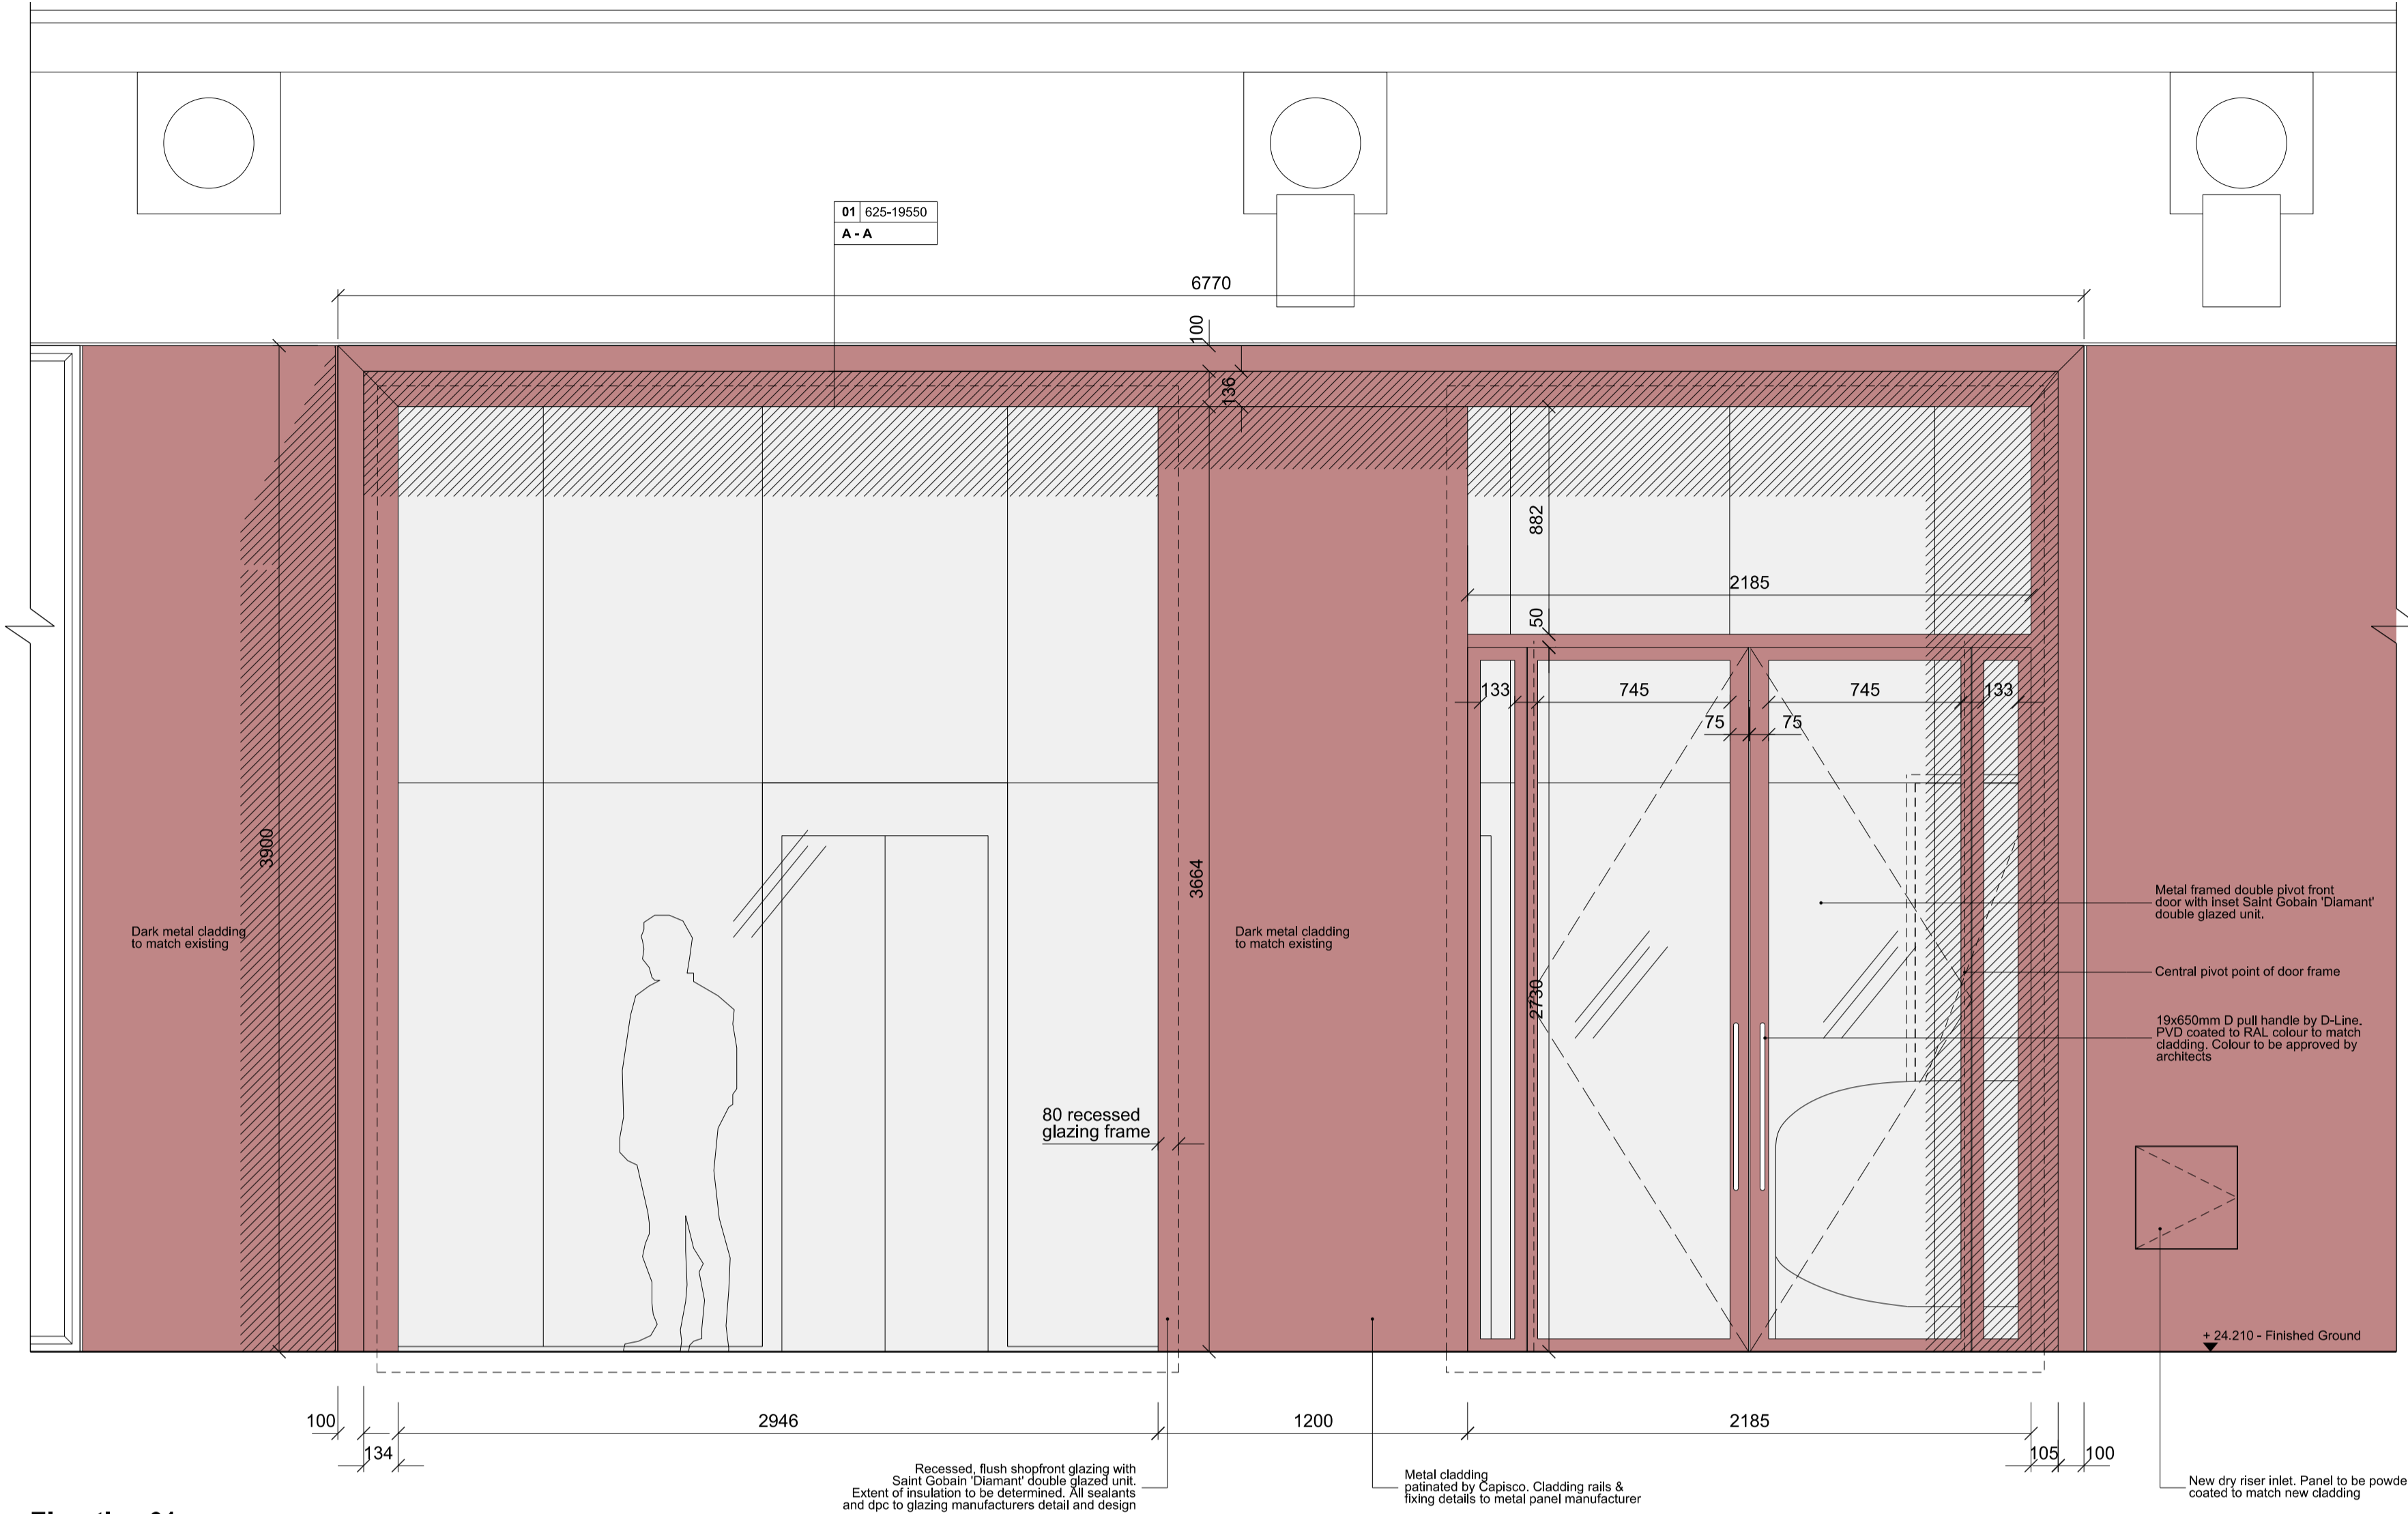 01 625-19550
A - A
6770
100
136
882
2185
50
133
745
745
133
75
75
3900
3664
2730
Dark metal cladding
to match existing
Dark metal cladding
to match existing
Metal framed double pivot front
door with inset Saint Gobain 'Diamant'
double glazed unit.
Central pivot point of door frame
19x650mm D pull handle by D-Line.
PVD coated to RAL colour to match
cladding. Colour to be approved by
architects
80 recessed
glazing frame
+ 24.210 - Finished Ground
100
2946
1200
2185
134
105
100
Recessed, flush shopfront glazing with
Saint Gobain 'Diamant' double glazed unit.
Extent of insulation to be determined. All sealants
and dpc to glazing manufacturers detail and design
Metal cladding
patinated by Capisco. Cladding rails &
fixing details to metal panel manufacturer
New dry riser inlet. Panel to be powde
coated to match new cladding